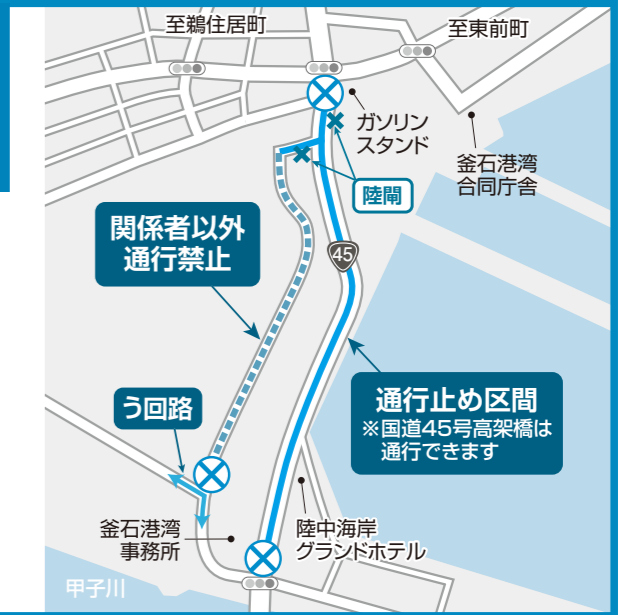 至鵜住居町
至東前町
ガソリン
スタンド
釜石港湾
合同庁舎
陸閘
関係者以外
通行禁止
45
う回路
通行止め区間
※国道45号高架橋は
通行できます
釜石港湾
事務所
陸中海岸
グランドホテル
甲子川